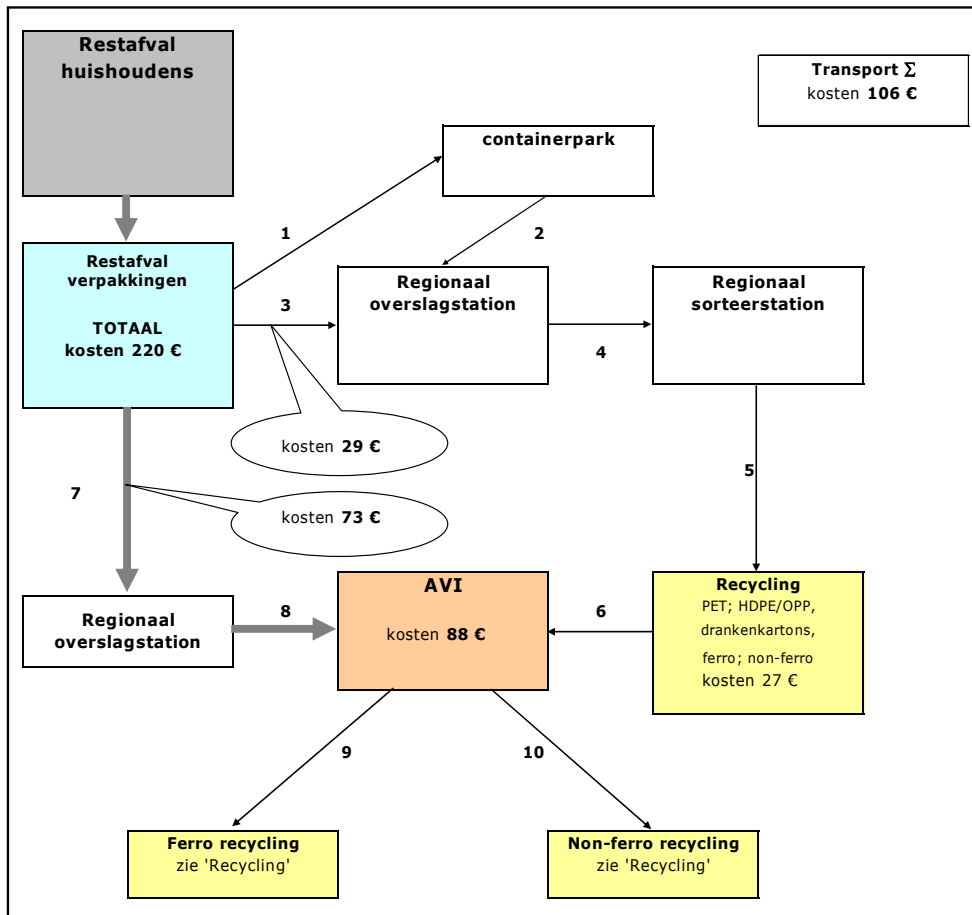 Restafval
huishoudens
Transport Σ
kosten 106 €
containerpark
1
2
Restafval
verpakkingen
TOTAAL
kosten 220 €
3
Regionaal
overslagstation
4
Regionaal
sorteerstation
kosten 29 €
5
7
kosten 73 €
Regionaal
overslagstation
8
AVI
kosten 88 €
6
Recycling
PET; HDPE/OPP,
drankenkartons,
ferro; non-ferro
kosten 27 €
9
10
Ferro recycling
zie 'Recycling'
Non-ferro recycling
zie 'Recycling'